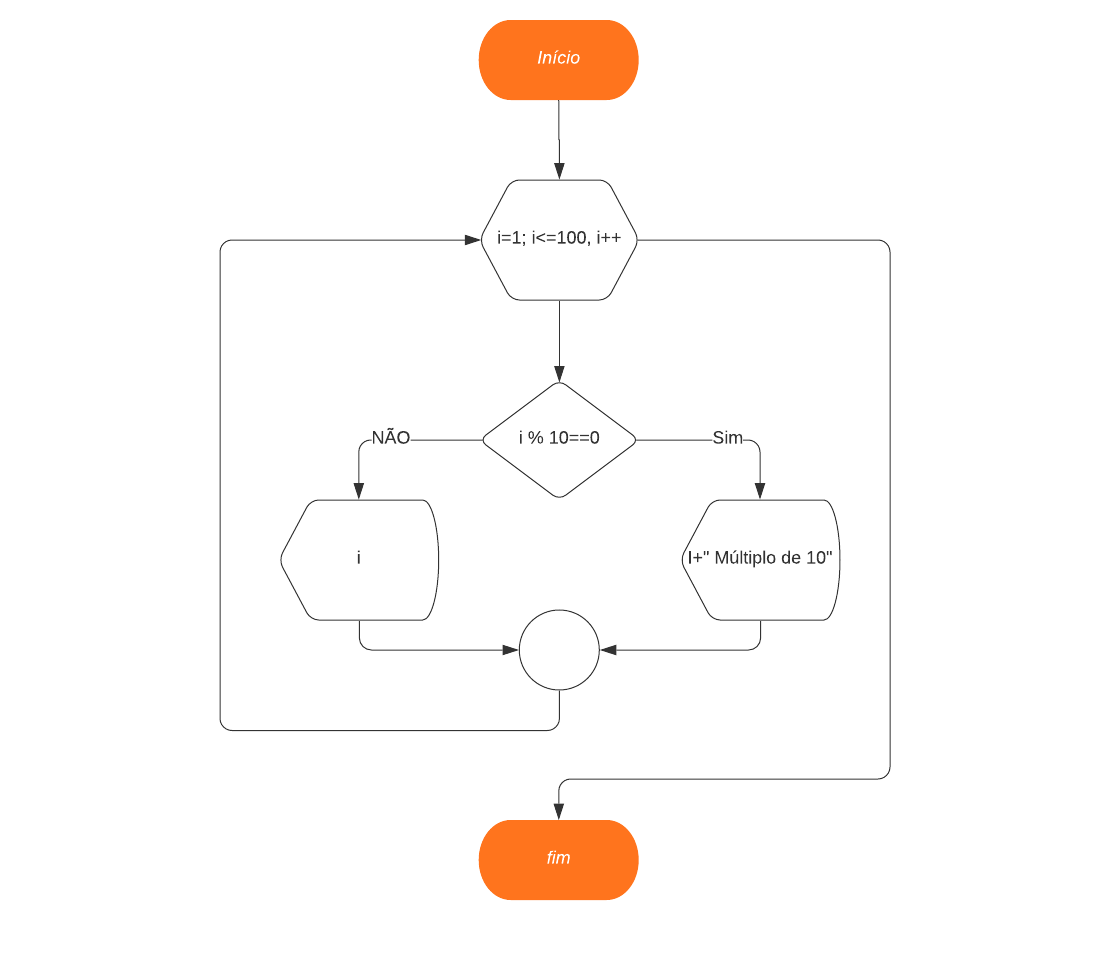 Início
i=1; i<=100, i++
i % 10==0
NÃO
Sim
i
I+" Múltiplo de 10"
fim